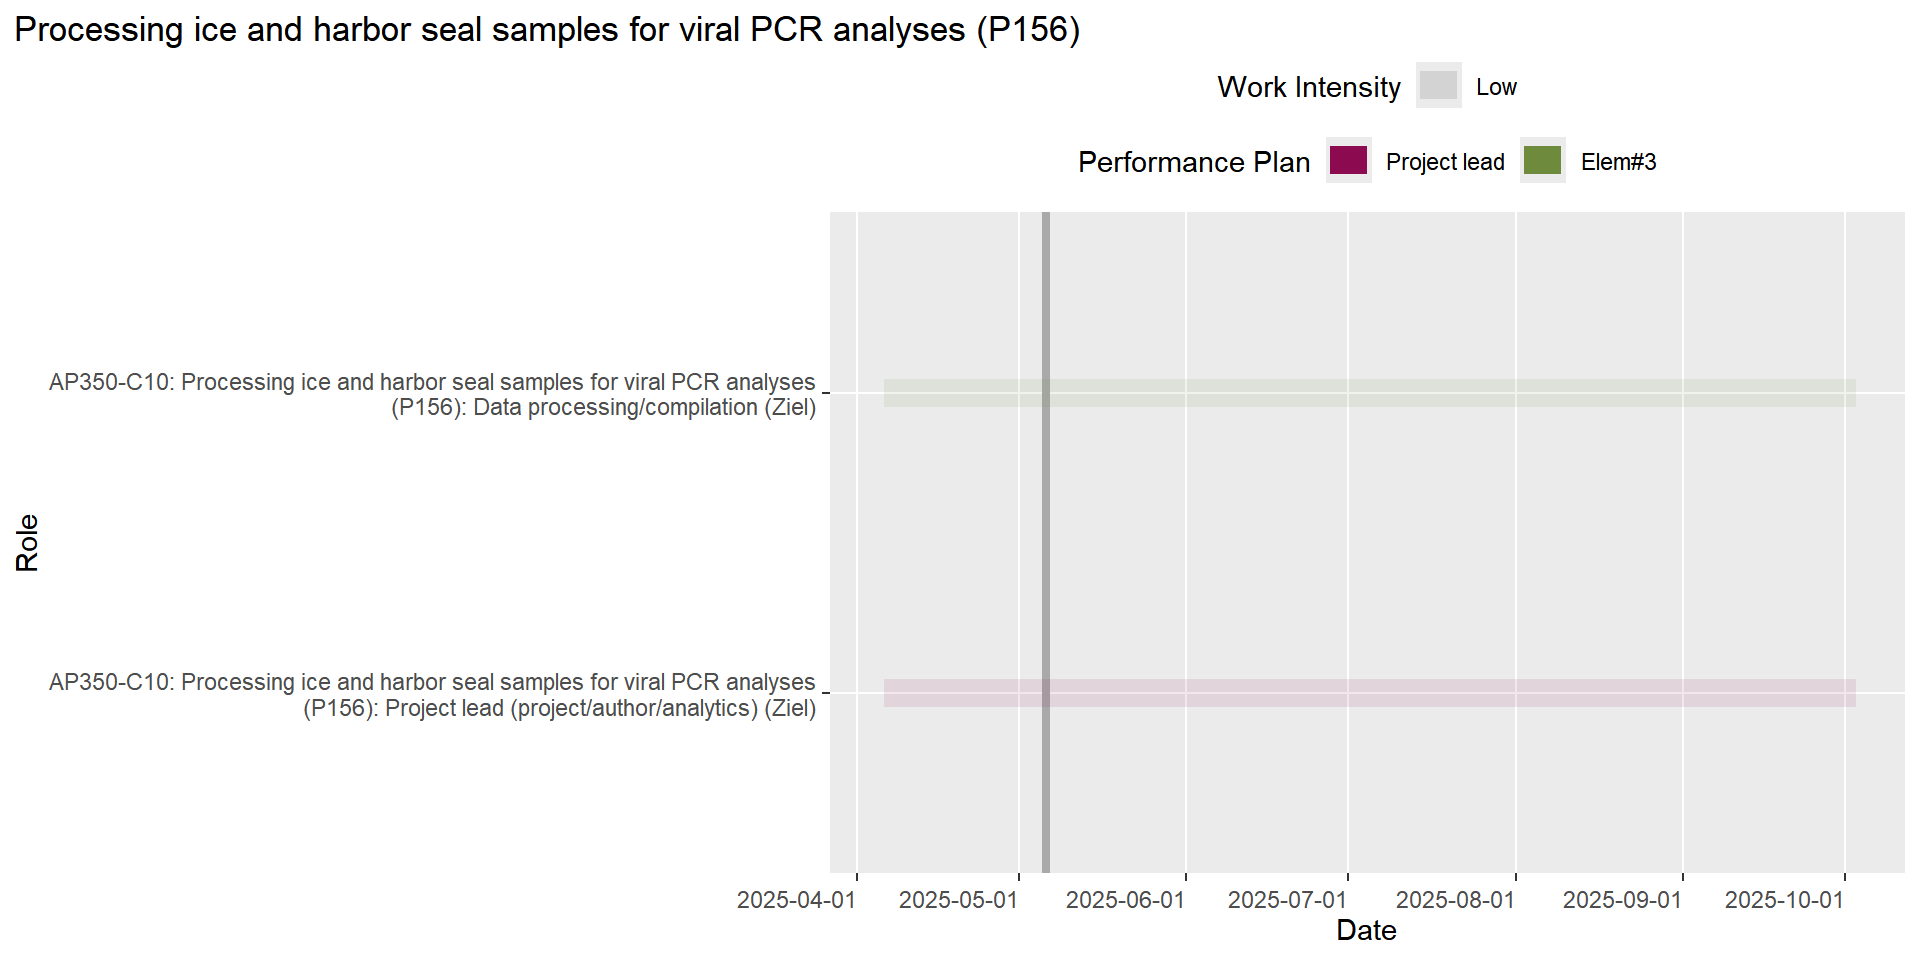 Processing ice and harbor seal samples for viral PCR analyses (P156)
Work Intensity Low
Performance Plan Project lead Elem#3
AP350-C10: Processing ice and harbor seal samples for viral PCR analyses
(P156): Data processing/compilation (Ziel)
Role
AP350-C10: Processing ice and harbor seal samples for viral PCR analyses
(P156): Project lead (project/author/analytics) (Ziel)
2025-04-01 2025-05-01 2025-06-01 2025-07-01 2025-08-01 2025-09-01 2025-10-01
Date